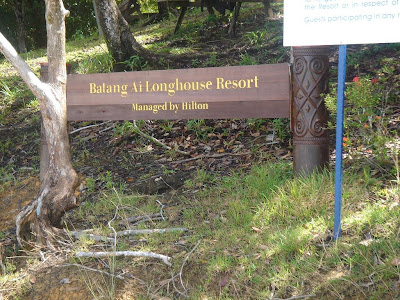 the Resort or in respect of
Guests participating in any
Batang Ai Longhouse Resort
Managed by Hilton